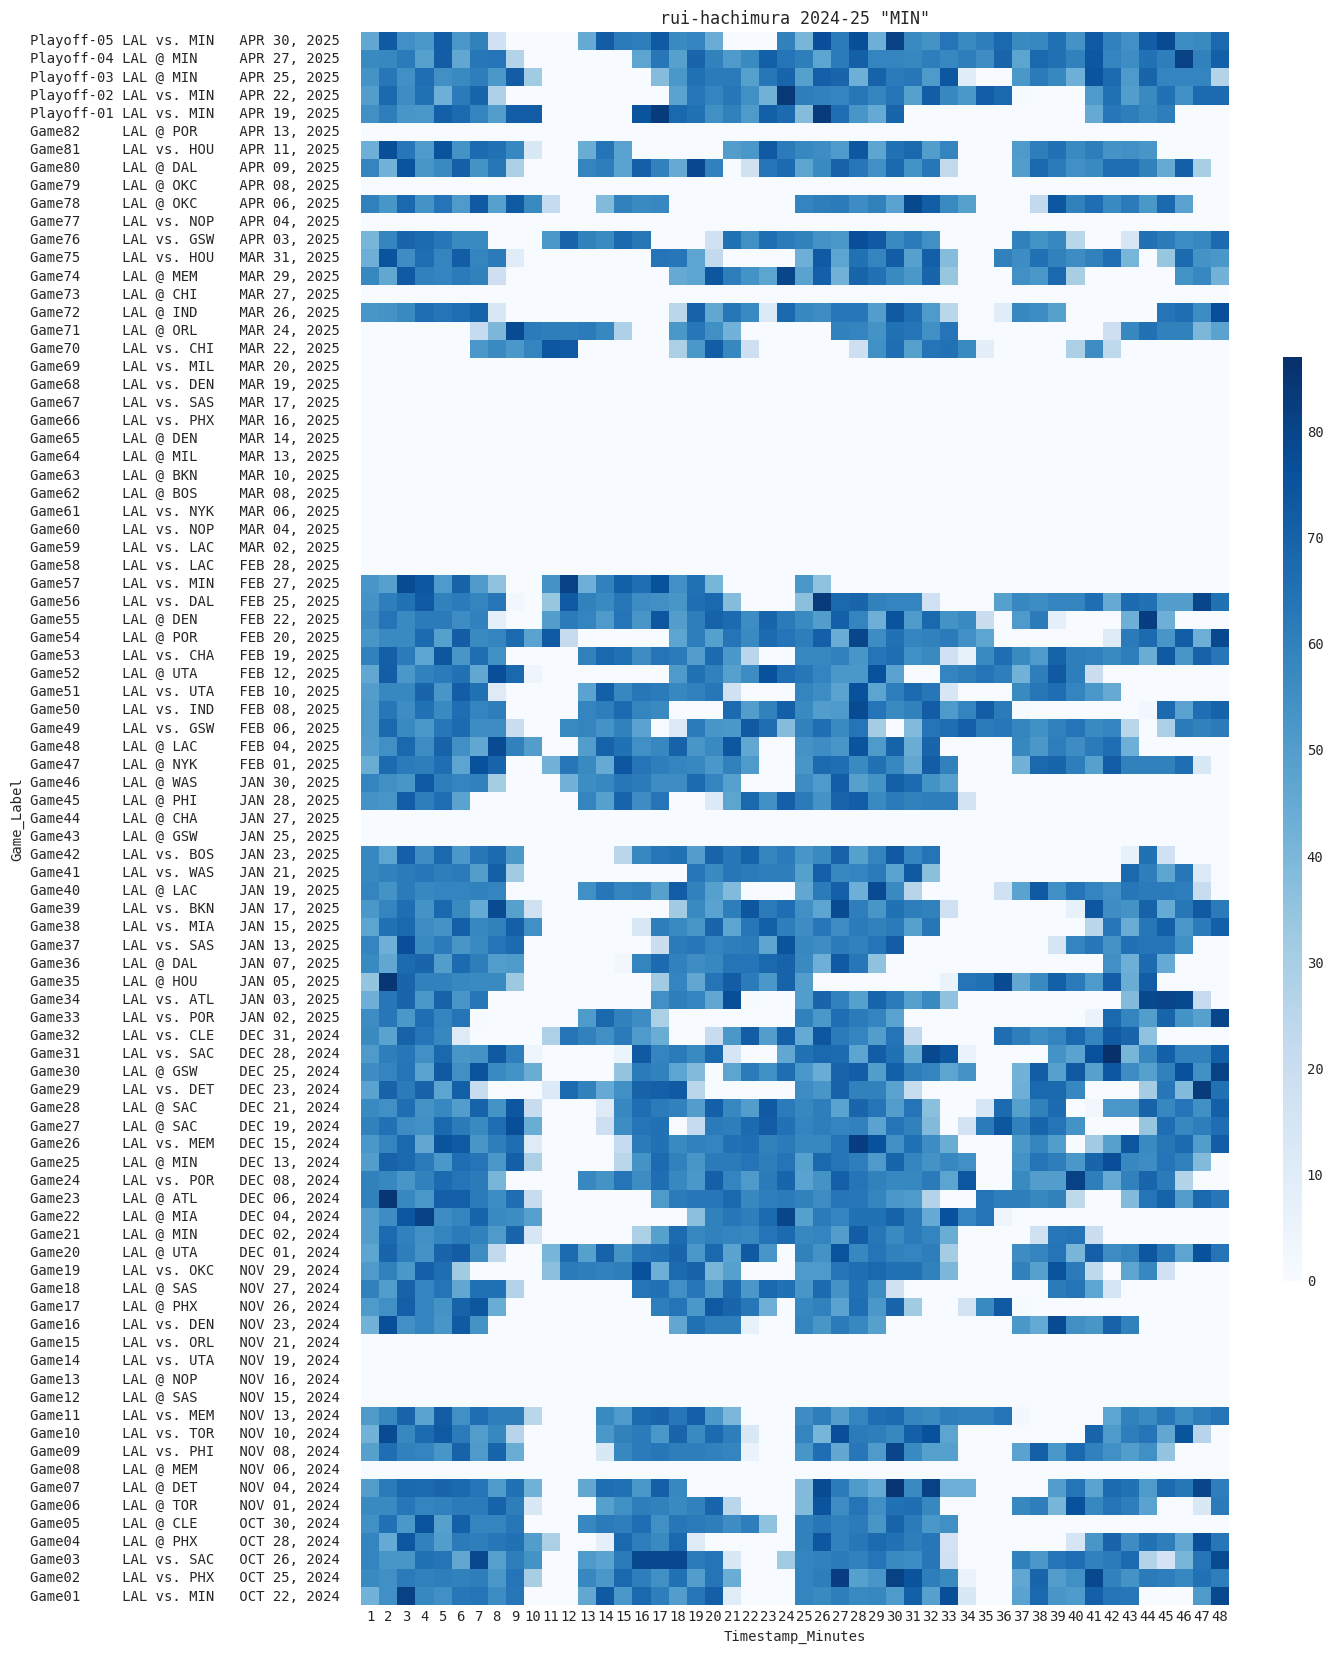 rui-hachimura 2024-25 "MIN"
Playoff-05 LAL vs. MIN APR 30, 2025
Playoff-04 LAL @ MIN APR 27, 2025
Playoff-03 LAL @ MIN APR 25, 2025
Playoff-02 LAL vs. MIN APR 22, 2025
Playoff-01 LAL vs. MIN APR 19, 2025
Game82 LAL @ POR APR 13, 2025
Game81 LAL vs. HOU APR 11, 2025
Game80 LAL @ DAL APR 09, 2025
Game79 LAL @ OKC APR 08, 2025
Game78 LAL @ OKC APR 06, 2025
Game77 LAL vs. NOP APR 04, 2025
Game76 LAL vs. GSW APR 03, 2025
Game75 LAL vs. HOU MAR 31, 2025
Game74 LAL @ MEM MAR 29, 2025
Game73 LAL @ CHI MAR 27, 2025
Game72 LAL @ IND MAR 26, 2025
Game71 LAL @ ORL MAR 24, 2025
Game70 LAL vs. CHI MAR 22, 2025
Game69 LAL vs. MIL MAR 20, 2025
Game68 LAL vs. DEN MAR 19, 2025
Game67 LAL vs. SAS MAR 17, 2025
Game66 LAL vs. PHX MAR 16, 2025
Game65 LAL @ DEN MAR 14, 2025
Game64 LAL @ MIL MAR 13, 2025
Game63 LAL @ BKN MAR 10, 2025
Game62 LAL @ BOS MAR 08, 2025
Game61 LAL vs. NYK MAR 06, 2025
Game60 LAL vs. NOP MAR 04, 2025
Game59 LAL vs. LAC MAR 02, 2025
Game58 LAL vs. LAC FEB 28, 2025
Game57 LAL vs. MIN FEB 27, 2025
Game56 LAL vs. DAL FEB 25, 2025
Game55 LAL @ DEN FEB 22, 2025
Game54 LAL @ POR FEB 20, 2025
Game53 LAL vs. CHA FEB 19, 2025
Game52 LAL @ UTA FEB 12, 2025
Game51 LAL vs. UTA FEB 10, 2025
Game50 LAL vs. IND FEB 08, 2025
Game49 LAL vs. GSW FEB 06, 2025
Game48 LAL @ LAC FEB 04, 2025
Game47 LAL @ NYK FEB 01, 2025
Game46 LAL @ WAS JAN 30, 2025
Game45 LAL @ PHI JAN 28, 2025
Game44 LAL @ CHA JAN 27, 2025
Game43 LAL @ GSW JAN 25, 2025
Game42 LAL vs. BOS JAN 23, 2025
Game41 LAL vs. WAS JAN 21, 2025
Game40 LAL @ LAC JAN 19, 2025
Game39 LAL vs. BKN JAN 17, 2025
Game38 LAL vs. MIA JAN 15, 2025
Game37 LAL vs. SAS JAN 13, 2025
Game36 LAL @ DAL JAN 07, 2025
Game35 LAL @ HOU JAN 05, 2025
Game34 LAL vs. ATL JAN 03, 2025
Game33 LAL vs. POR JAN 02, 2025
Game32 LAL vs. CLE DEC 31, 2024
Game31 LAL vs. SAC DEC 28, 2024
Game30 LAL @ GSW DEC 25, 2024
Game29 LAL vs. DET DEC 23, 2024
Game28 LAL @ SAC DEC 21, 2024
Game27 LAL @ SAC DEC 19, 2024
Game26 LAL vs. MEM DEC 15, 2024
Game25 LAL @ MIN DEC 13, 2024
Game24 LAL vs. POR DEC 08, 2024
Game23 LAL @ ATL DEC 06, 2024
Game22 LAL @ MIA DEC 04, 2024
Game21 LAL @ MIN DEC 02, 2024
Game20 LAL @ UTA DEC 01, 2024
Game19 LAL vs. OKC NOV 29, 2024
Game18 LAL @ SAS NOV 27, 2024
Game17 LAL @ PHX NOV 26, 2024
Game16 LAL vs. DEN NOV 23, 2024
Game15 LAL vs. ORL NOV 21, 2024
Game14 LAL vs. UTA NOV 19, 2024
Game13 LAL @ NOP NOV 16, 2024
Game12 LAL @ SAS NOV 15, 2024
Game11 LAL vs. MEM NOV 13, 2024
Game10 LAL vs. TOR NOV 10, 2024
Game09 LAL vs. PHI NOV 08, 2024
Game08 LAL @ MEM NOV 06, 2024
Game07 LAL @ DET NOV 04, 2024
Game06 LAL @ TOR NOV 01, 2024
Game05 LAL @ CLE OCT 30, 2024
Game04 LAL @ PHX OCT 28, 2024
Game03 LAL vs. SAC OCT 26, 2024
Game02 LAL vs. PHX OCT 25, 2024
Game01 LAL vs. MIN OCT 22, 2024
Game_Label
1 2 3 4 5 6 7 8 9 10 11 12 13 14 15 16 17 18 19 20 21 22 23 24 25 26 27 28 29 30 31 32 33 34 35 36 37 38 39 40 41 42 43 44 45 46 47 48
Timestamp_Minutes
80
70
60
50
40
30
20
10
0